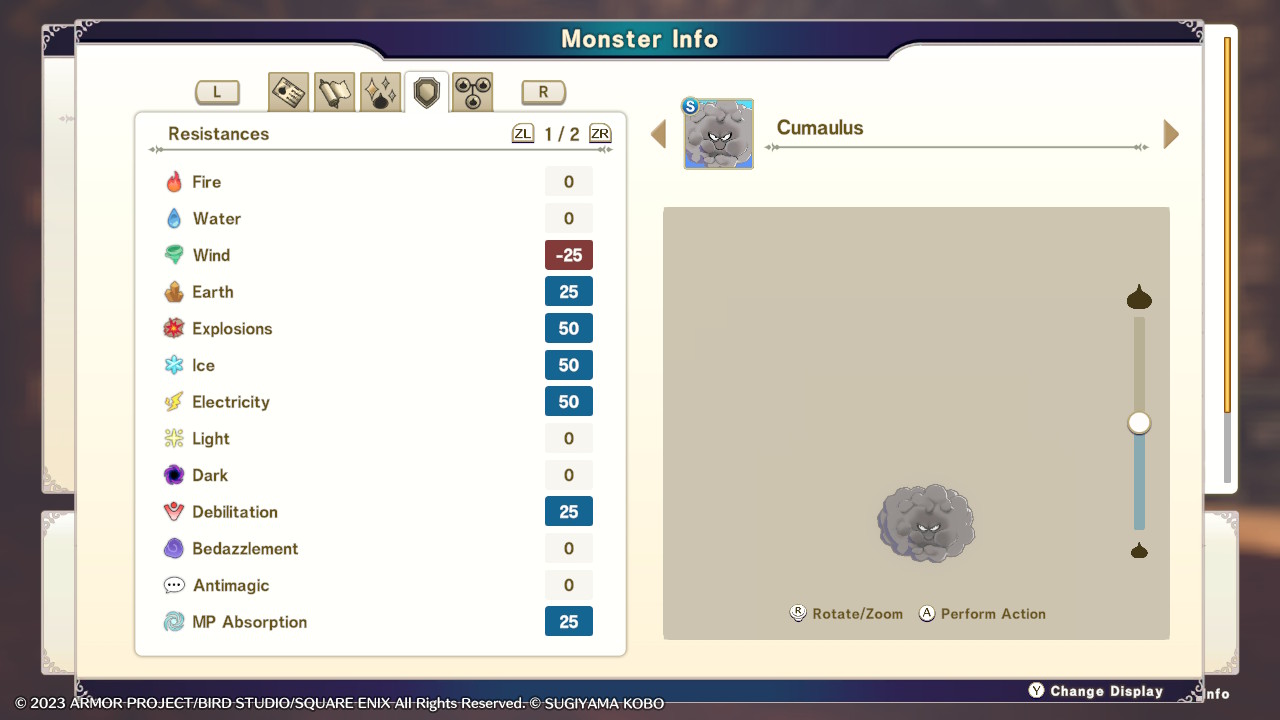 Monster Info
L
R
Resistances
ZL 1 / 2 ZR
Fire 0
Water 0
Wind -25
Earth 25
Explosions 50
Ice 50
Electricity 50
Light 0
Dark 0
Debilitation 25
Bedazzlement 0
Antimagic 0
MP Absorption 25
S
Cumaulus
R Rotate/Zoom A Perform Action
Y Change Display
Info
© 2023 ARMOR PROJECT/BIRD STUDIO/SQUARE ENIX All Rights Reserved. © SUGIYAMA KOBO